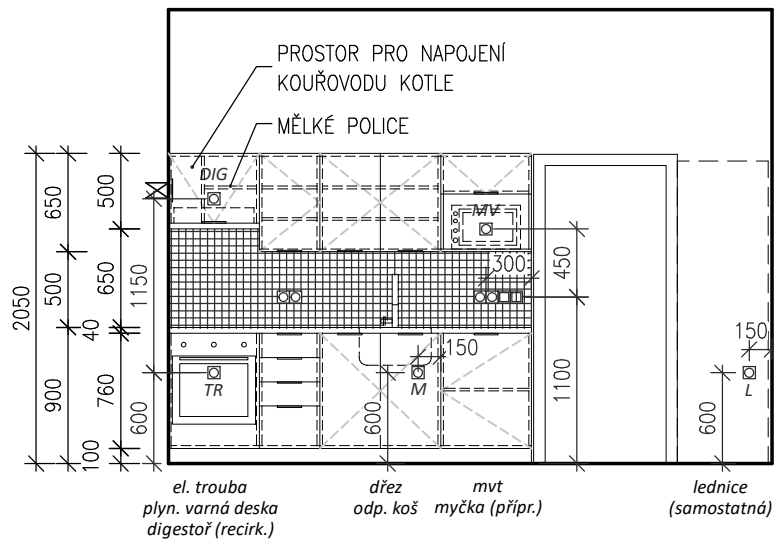 PROSTOR PRO NAPOJENÍ
KOUŘOVODU KOTLE
MĚLKÉ POLICE
DIG
MV
300
450
2050
650
500
900
500
650
40
760
100
1150
600
TR
600
M
150
1100
150
L
600
el. trouba
plyn. varná deska
digestoř (recirk.)
dřez
odp. koš
mvt
myčka (přípr.)
lednice
(samostatná)